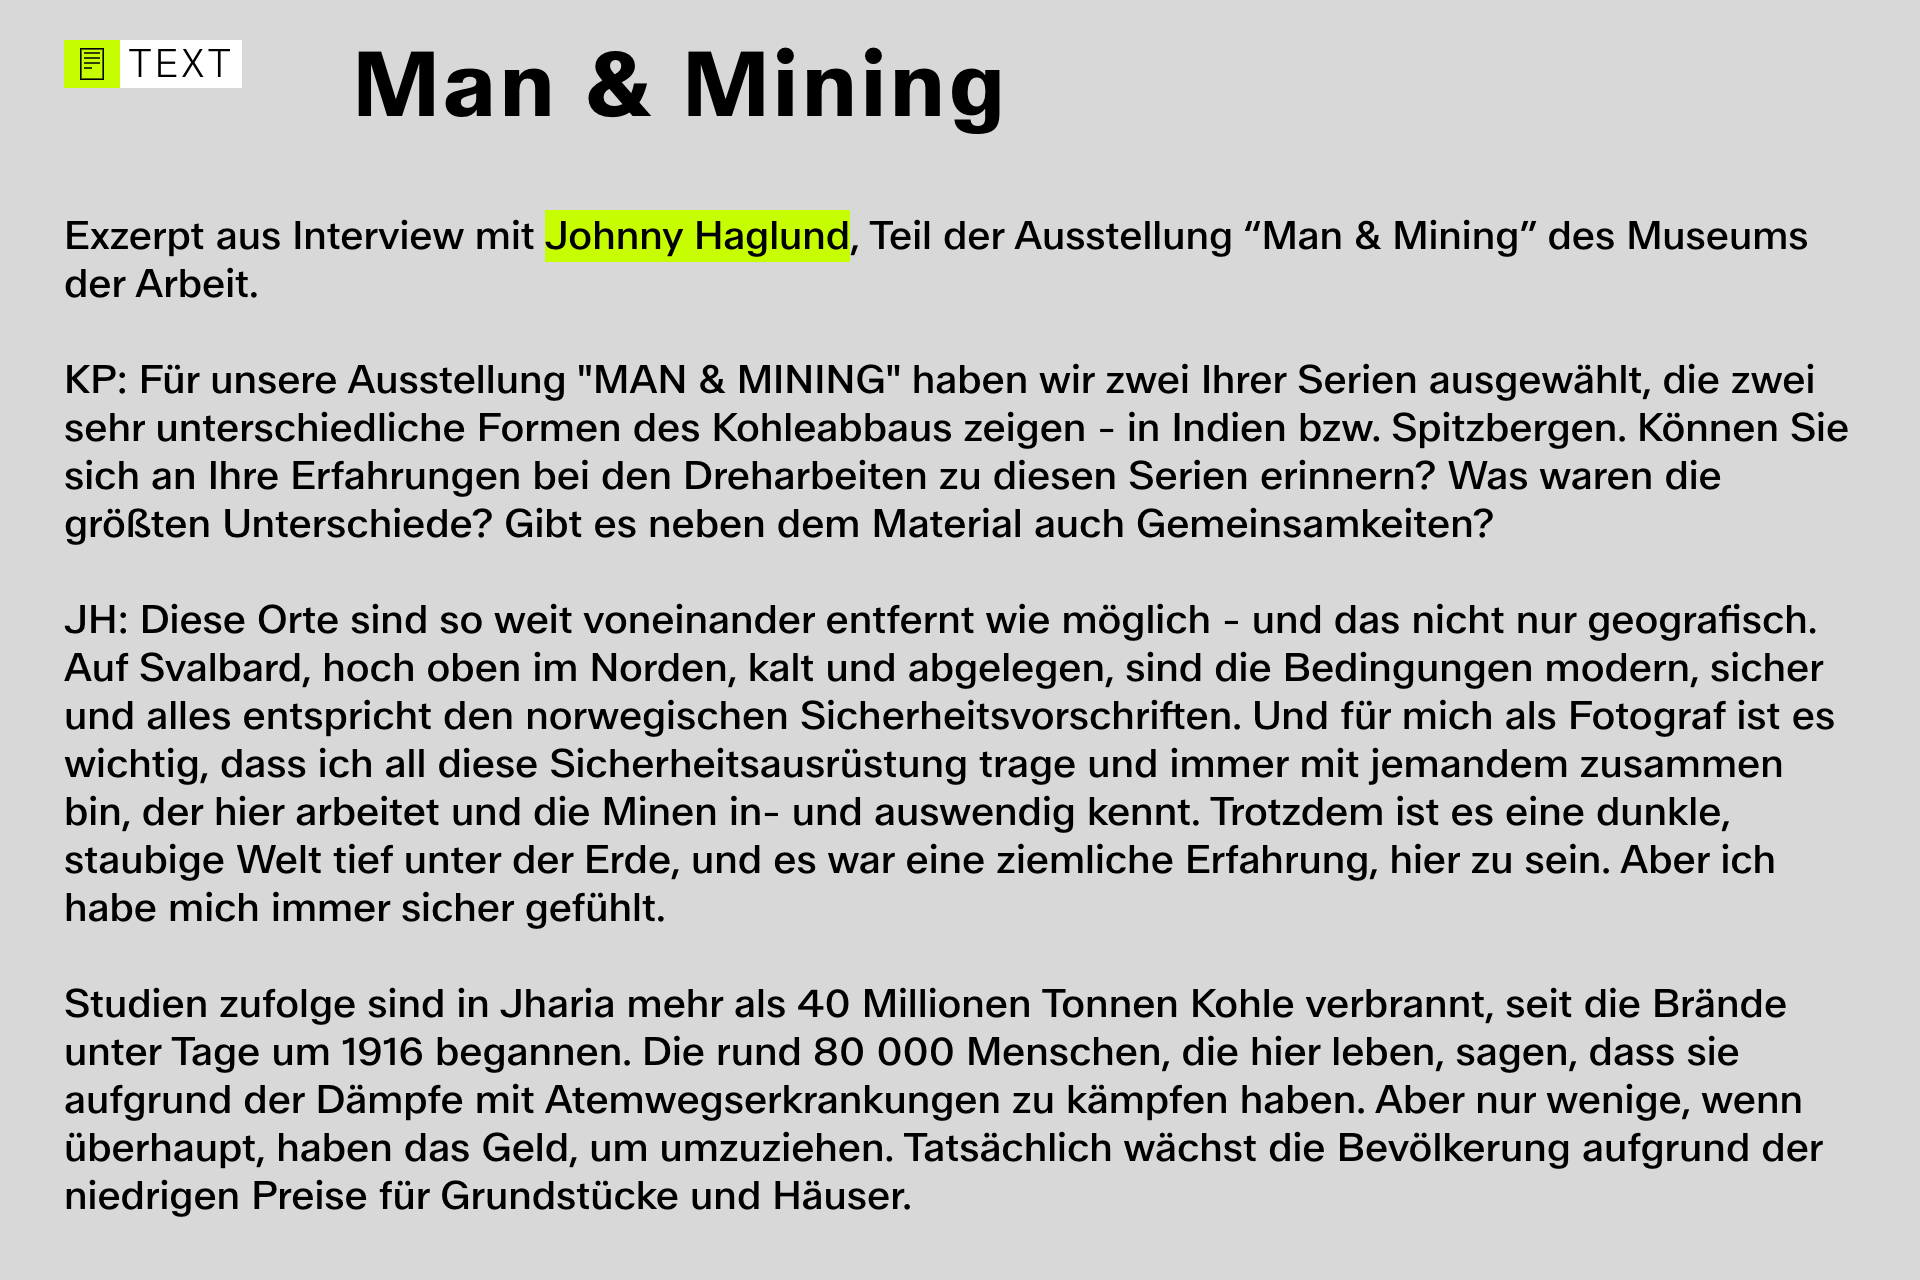 TEXT
Man & Mining
Exzerpt aus Interview mit Johnny Haglund, Teil der Ausstellung “Man & Mining” des Museums
der Arbeit.
KP: Für unsere Ausstellung "MAN & MINING" haben wir zwei Ihrer Serien ausgewählt, die zwei
sehr unterschiedliche Formen des Kohleabbaus zeigen - in Indien bzw. Spitzbergen. Können Sie
sich an Ihre Erfahrungen bei den Dreharbeiten zu diesen Serien erinnern? Was waren die
größten Unterschiede? Gibt es neben dem Material auch Gemeinsamkeiten?
JH: Diese Orte sind so weit voneinander entfernt wie möglich - und das nicht nur geografisch.
Auf Svalbard, hoch oben im Norden, kalt und abgelegen, sind die Bedingungen modern, sicher
und alles entspricht den norwegischen Sicherheitsvorschriften. Und für mich als Fotograf ist es
wichtig, dass ich all diese Sicherheitsausrüstung trage und immer mit jemandem zusammen
bin, der hier arbeitet und die Minen in- und auswendig kennt. Trotzdem ist es eine dunkle,
staubige Welt tief unter der Erde, und es war eine ziemliche Erfahrung, hier zu sein. Aber ich
habe mich immer sicher gefühlt.
Studien zufolge sind in Jharia mehr als 40 Millionen Tonnen Kohle verbrannt, seit die Brände
unter Tage um 1916 begannen. Die rund 80 000 Menschen, die hier leben, sagen, dass sie
aufgrund der Dämpfe mit Atemwegserkrankungen zu kämpfen haben. Aber nur wenige, wenn
überhaupt, haben das Geld, um umzuziehen. Tatsächlich wächst die Bevölkerung aufgrund der
niedrigen Preise für Grundstücke und Häuser.